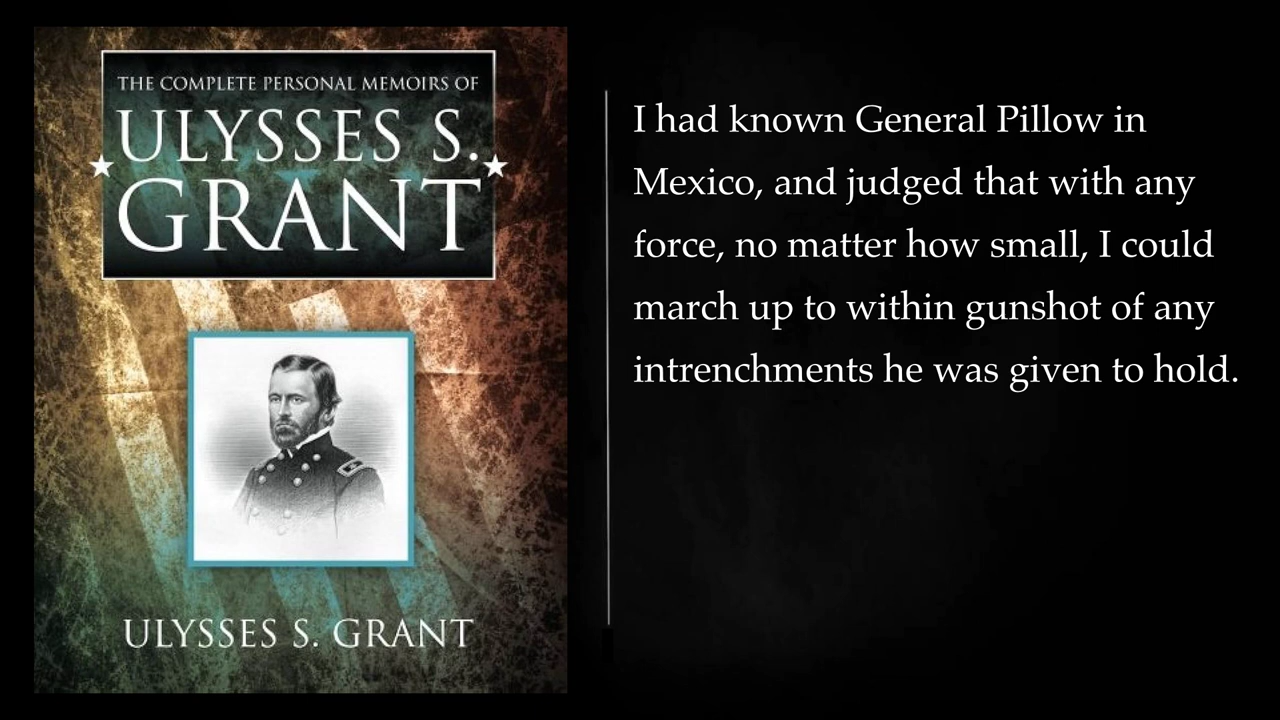 THE COMPLETE PERSONAL MEMOIRS OF
ULYSSES S.
GRANT
ULYSSES S. GRANT
I had known General Pillow in
Mexico, and judged that with any
force, no matter how small, I could
march up to within gunshot of any
intrenchments he was given to hold.